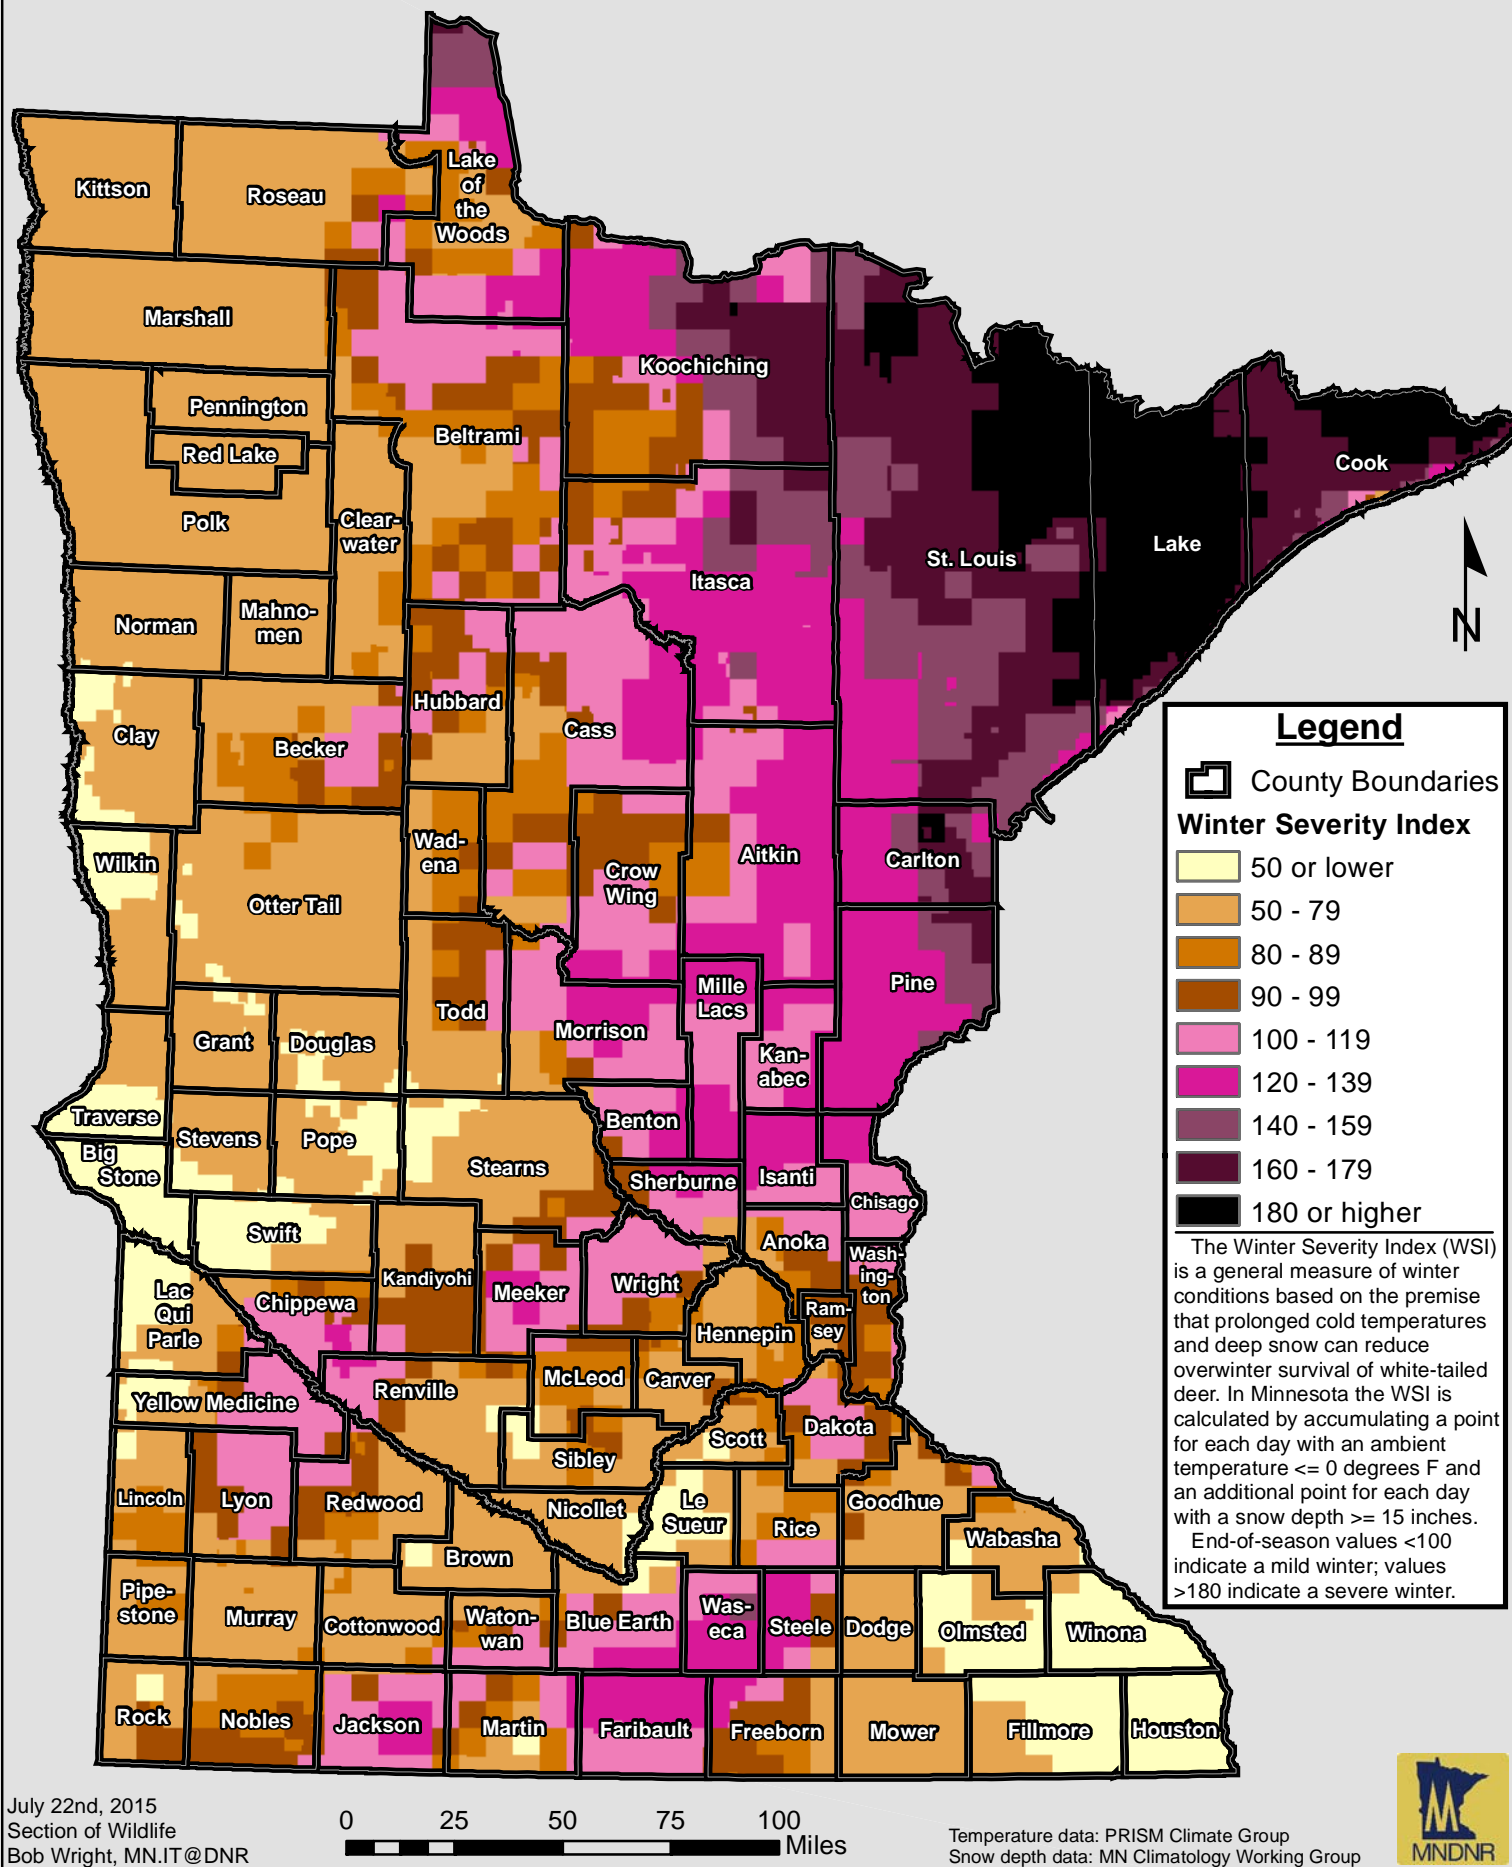 Kittson
Roseau
Lake
of
the
Woods
Marshall
Koochiching
Pennington
Beltrami
Red Lake
Cook
Polk
Clear-
water
St. Louis
Lake
Itasca
Norman
Mahno-
men
N
Hubbard
Cass
Clay
Becker
Wilkin
Wad-
ena
Crow
Wing
Aitkin
Carlton
Otter Tail
Pine
Mille
Lacs
Todd
Morrison
Grant
Douglas
Kan-
abec
Traverse
Benton
Stevens
Pope
Big
Stone
Stearns
Sherburne
Isanti
Chisago
Swift
Anoka
Wash-
ing-
ton
Kandiyohi
Meeker
Wright
Lac
Qui
Parle
Chippewa
Ram-
sey
Hennepin
McLeod
Carver
Renville
Yellow Medicine
Dakota
Scott
Sibley
Lincoln
Lyon
Redwood
Nicollet
Le
Sueur
Rice
Goodhue
Wabasha
Brown
Pipe-
stone
Murray
Cottonwood
Waton-
wan
Blue Earth
Was-
eca
Steele
Dodge
Olmsted
Winona
Rock
Nobles
Jackson
Martin
Faribault
Freeborn
Mower
Fillmore
Houston
Legend
County Boundaries
Winter Severity Index
50 or lower
50 - 79
80 - 89
90 - 99
100 - 119
120 - 139
140 - 159
160 - 179
180 or higher
The Winter Severity Index (WSI)
is a general measure of winter
conditions based on the premise
that prolonged cold temperatures
and deep snow can reduce
overwinter survival of white-tailed
deer. In Minnesota the WSI is
calculated by accumulating a point
for each day with an ambient
temperature <= 0 degrees F and
an additional point for each day
with a snow depth >= 15 inches.
End-of-season values <100
indicate a mild winter; values
>180 indicate a severe winter.
July 22nd, 2015
Section of Wildlife
Bob Wright, MN.IT@DNR
0 25 50 75 100
Miles
Temperature data: PRISM Climate Group
Snow depth data: MN Climatology Working Group
M
MNDNR